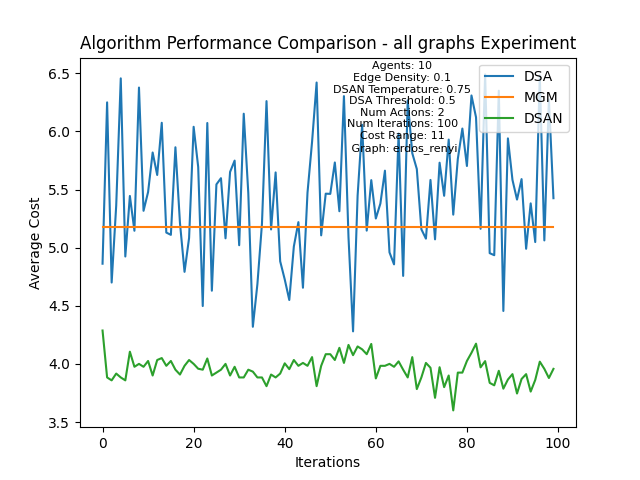 Algorithm Performance Comparison - all graphs Experiment
Agents: 10
Edge Density: 0.1
DSAN Temperature: 0.75
DSA Threshold: 0.5
Num Actions: 2
Num Iterations: 100
Cost Range: 11
Graph: erdos_renyi
DSA
MGM
DSAN
6.5
6.0
5.5
5.0
4.5
4.0
3.5
Average Cost
0
20
40
60
80
100
Iterations